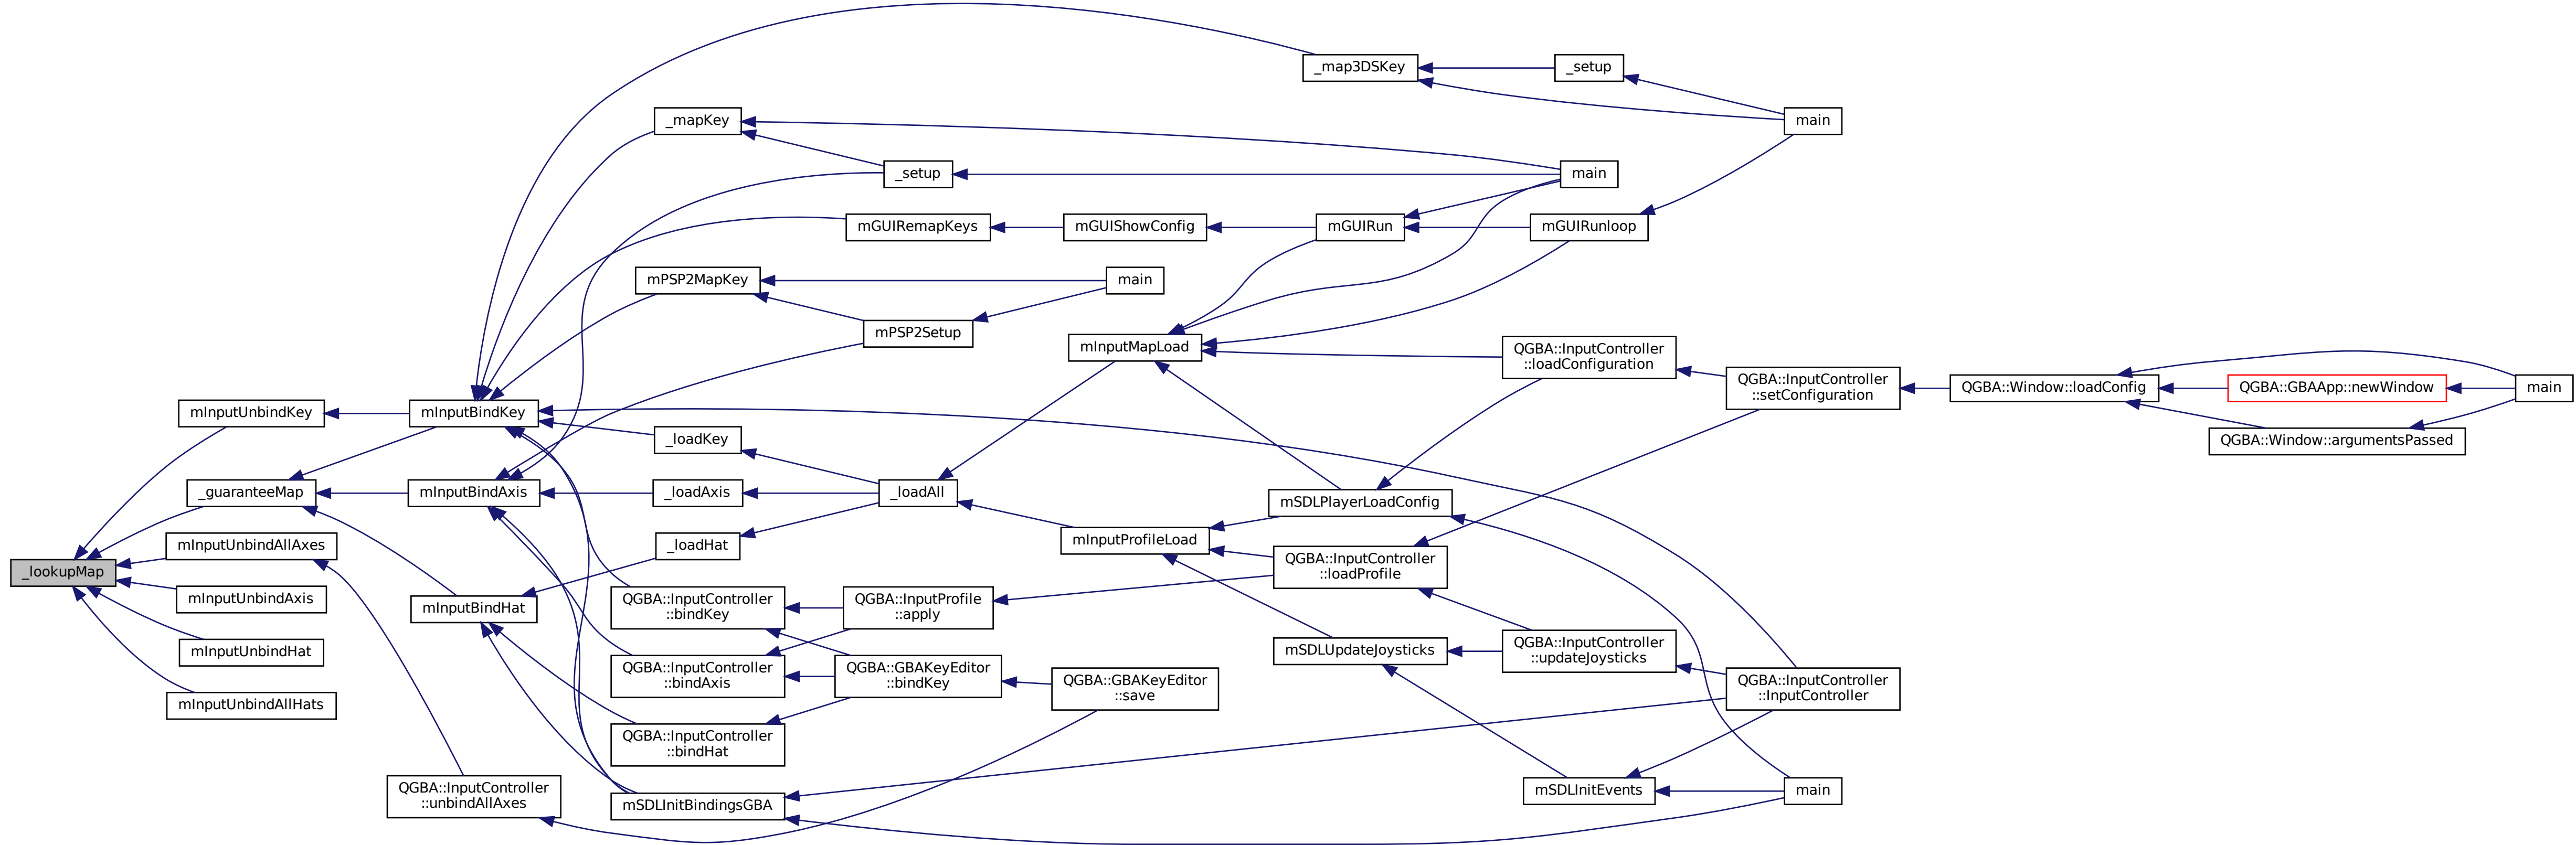 _map3DSKey
_setup
_mapKey
main
_setup
main
mGUIRemapKeys
mGUIShowConfig
mGUIRun
mGUIRunloop
mPSP2MapKey
main
mPSP2Setup
mInputMapLoad
QGBA::InputController
::loadConfiguration
QGBA::InputController
::setConfiguration
QGBA::Window::loadConfig
QGBA::GBAApp::newWindow
main
mInputUnbindKey
mInputBindKey
_loadKey
QGBA::Window::argumentsPassed
_guaranteeMap
mInputBindAxis
_loadAxis
_loadAll
mSDLPlayerLoadConfig
mInputUnbindAllAxes
_loadHat
mInputProfileLoad
_lookupMap
QGBA::InputController
::loadProfile
mInputUnbindAxis
mInputBindHat
QGBA::InputController
::bindKey
QGBA::InputProfile
::apply
mInputUnbindHat
mSDLUpdateJoysticks
QGBA::InputController
::updateJoysticks
QGBA::InputController
::bindAxis
QGBA::GBAKeyEditor
::bindKey
QGBA::GBAKeyEditor
::save
QGBA::InputController
::InputController
mInputUnbindAllHats
QGBA::InputController
::bindHat
QGBA::InputController
::unbindAllAxes
mSDLInitBindingsGBA
mSDLInitEvents
main